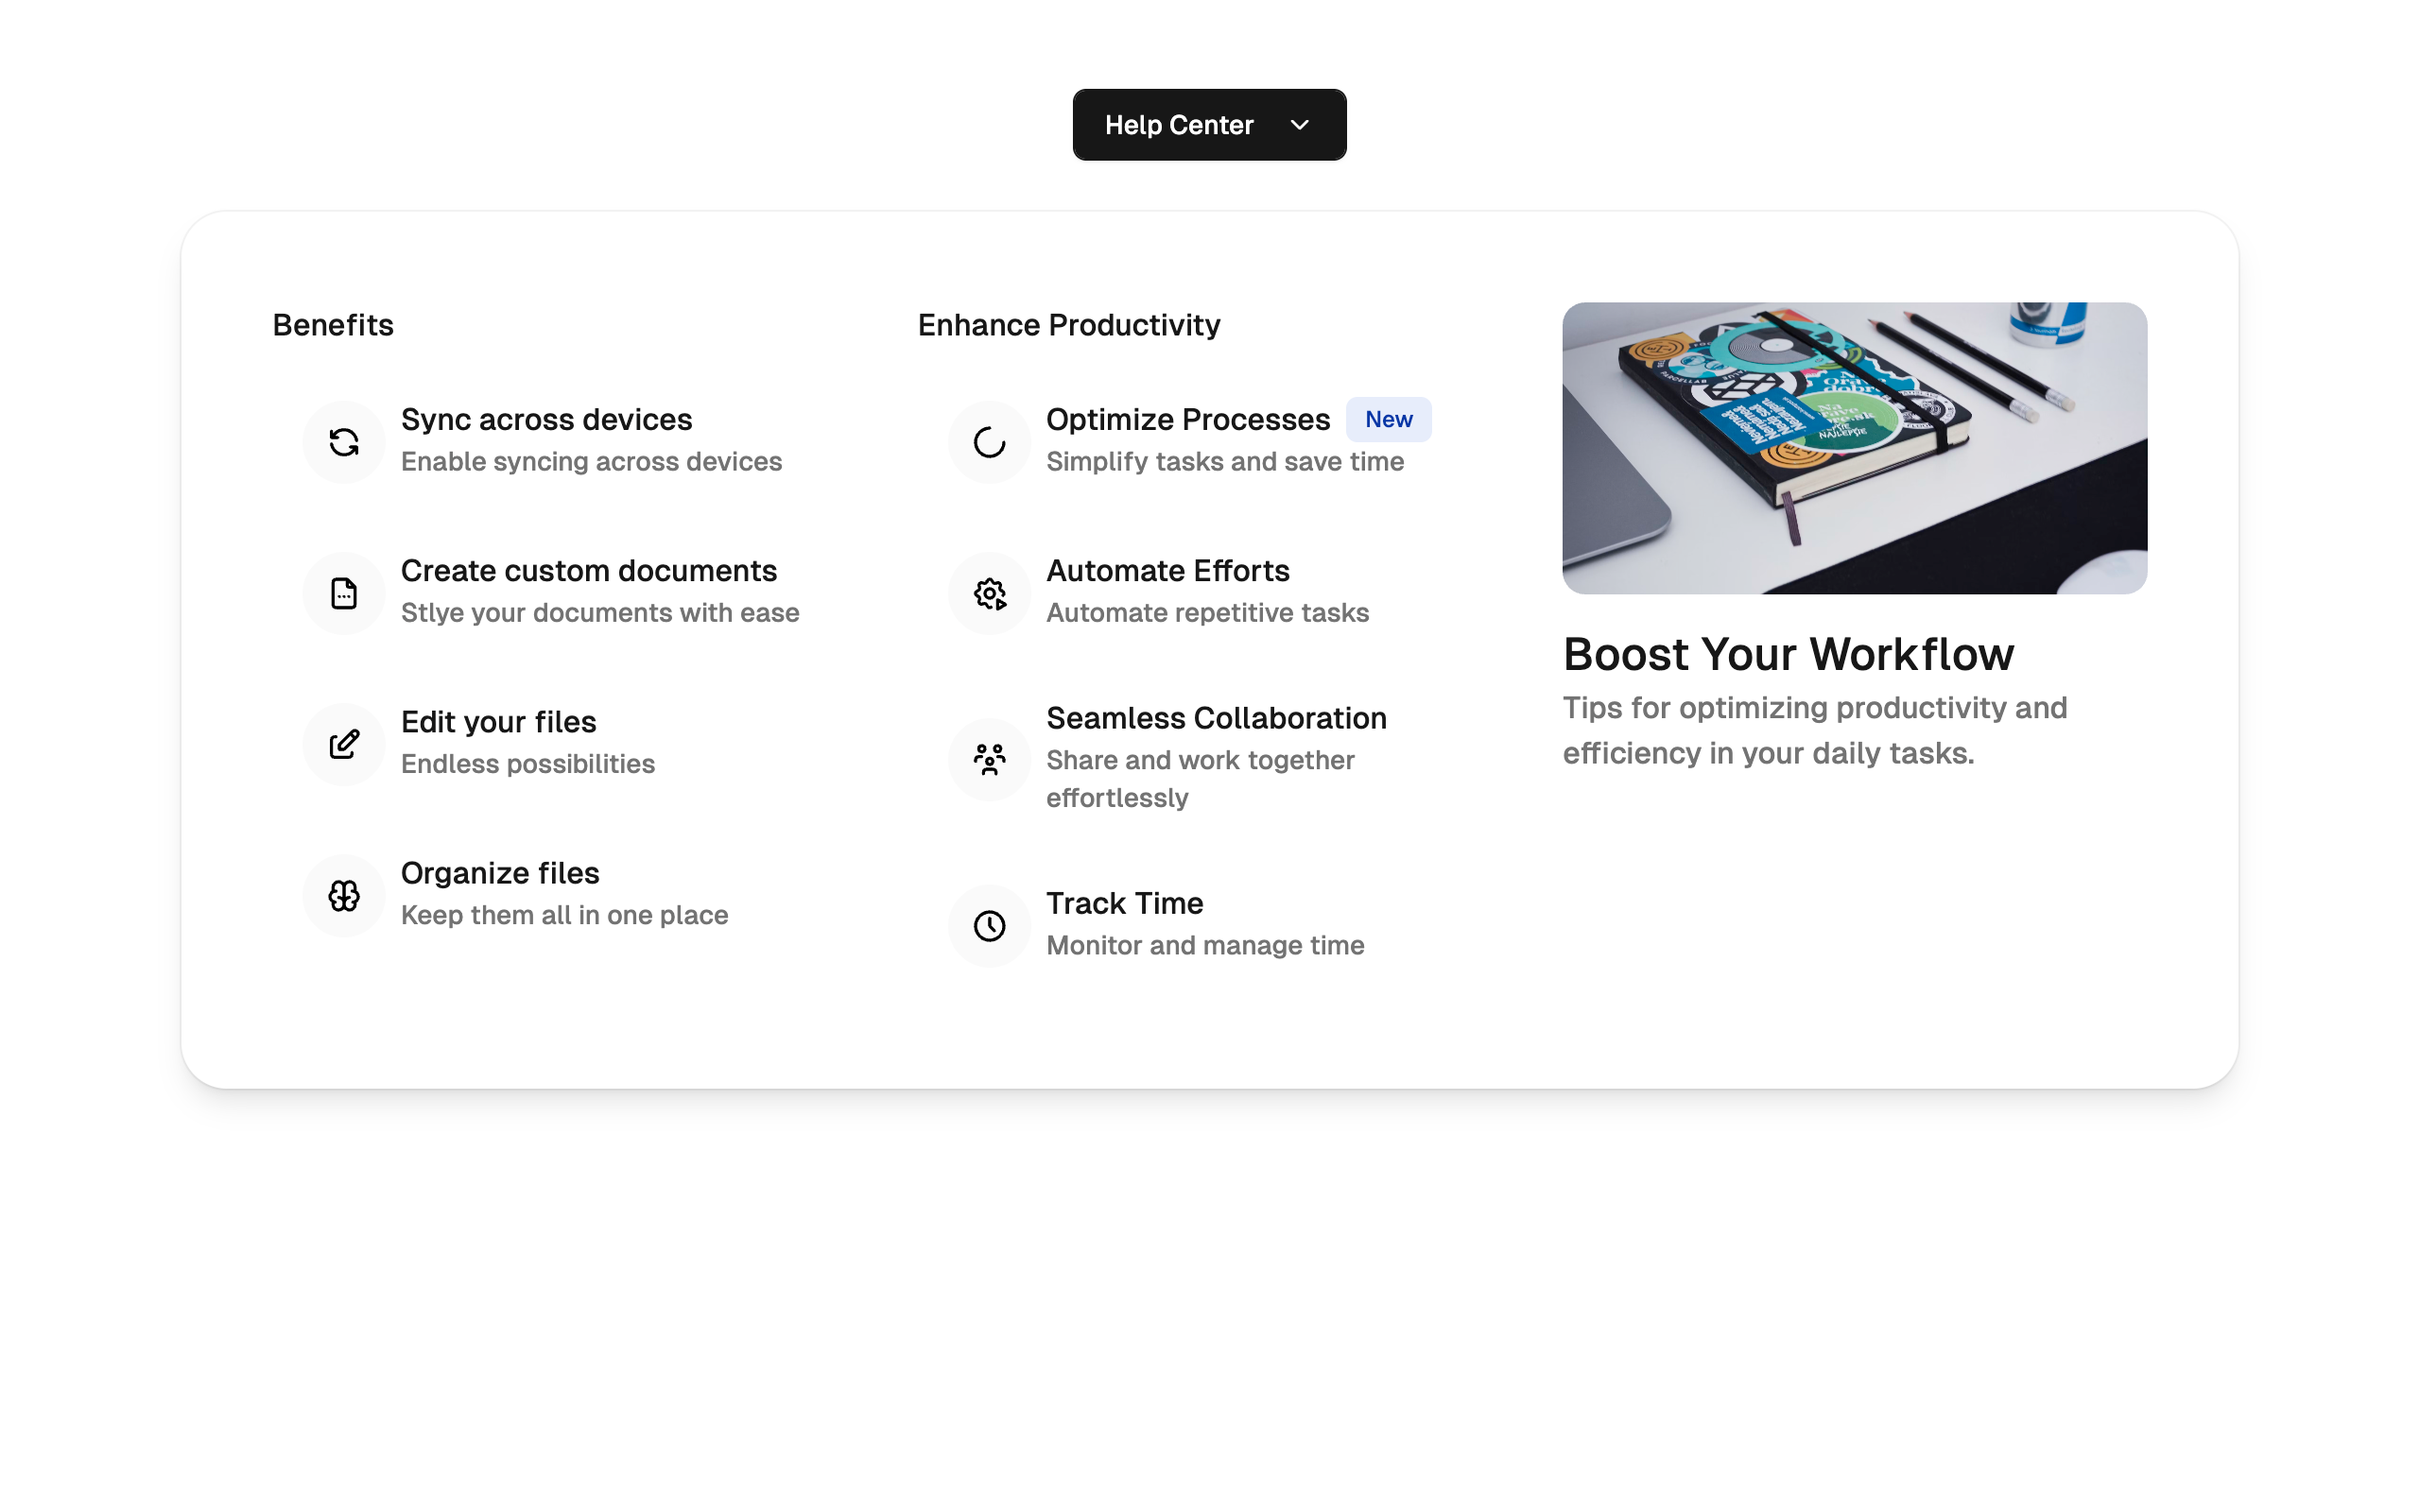 Help Center
Benefits
Sync across devices
Enable syncing across devices
Create custom documents
Stlye your documents with ease
Edit your files
Endless possibilities
Organize files
Keep them all in one place
Enhance Productivity
Optimize Processes New
Simplify tasks and save time
Automate Efforts
Automate repetitive tasks
Seamless Collaboration
Share and work together
effortlessly
Track Time
Monitor and manage time
Boost Your Workflow
Tips for optimizing productivity and
efficiency in your daily tasks.